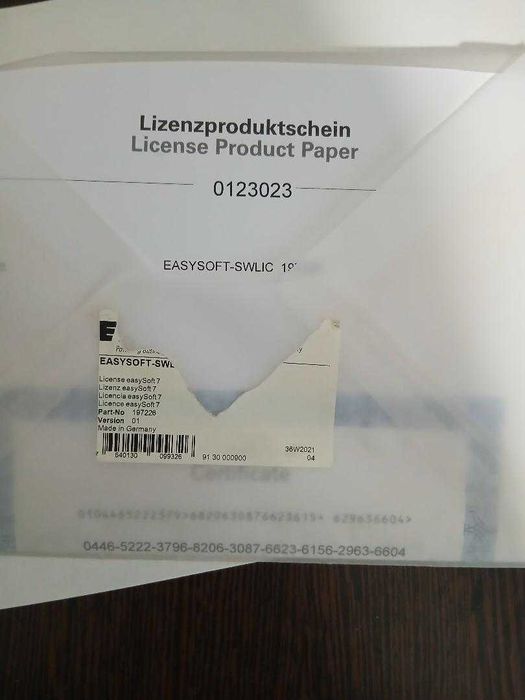 Lizenzproduktschein
License Product Paper
0123023
EASYSOFT-SWLIC 19
E
EASYSOFT-SWL
License easySoft 7
Lizenz easySoft 7
Licencia easySoft 7
Licence easySoft 7
Part-No 197226
Version 01
Made in Germany
38W2021
640130 099326 91 30 000900 04
Certificate
0446-5222-3796-8206-3087-6623-6156-2963-6604